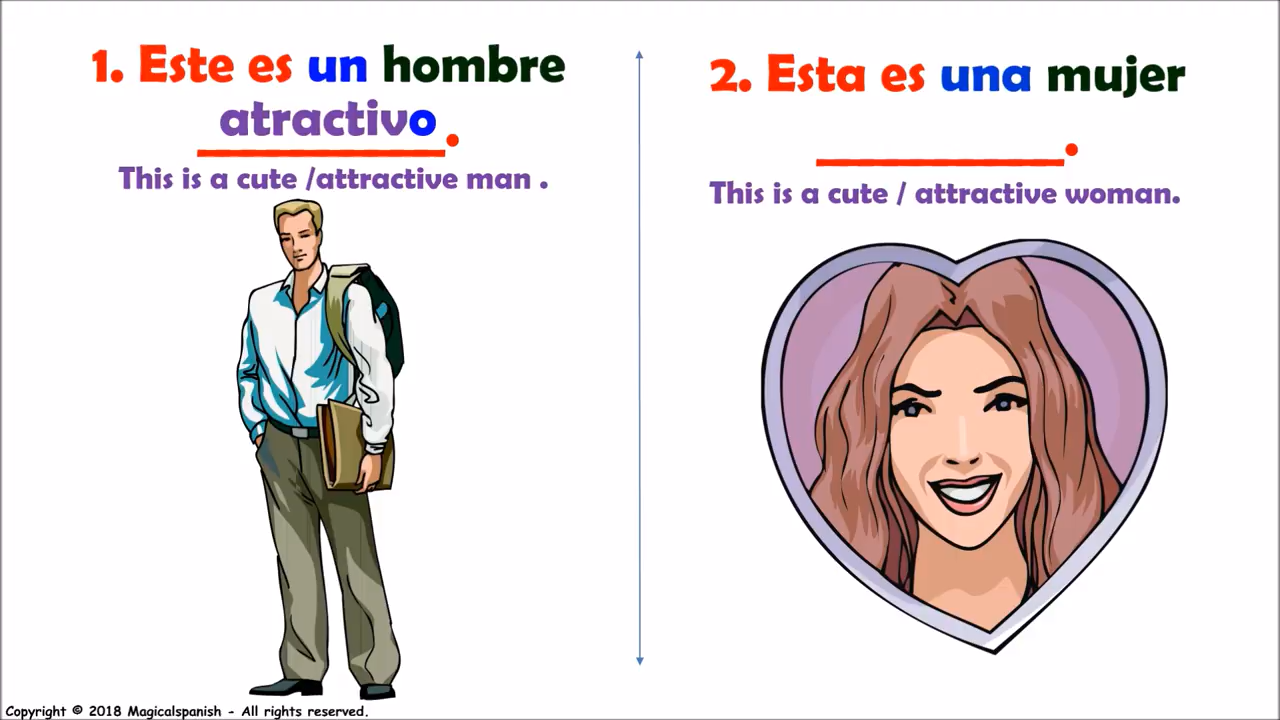 1. Este es un hombre
atractivo.
This is a cute /attractive man .
2. Esta es una mujer
____________.
This is a cute / attractive woman.
Copyright © 2018 Magicalspanish - All rights reserved.